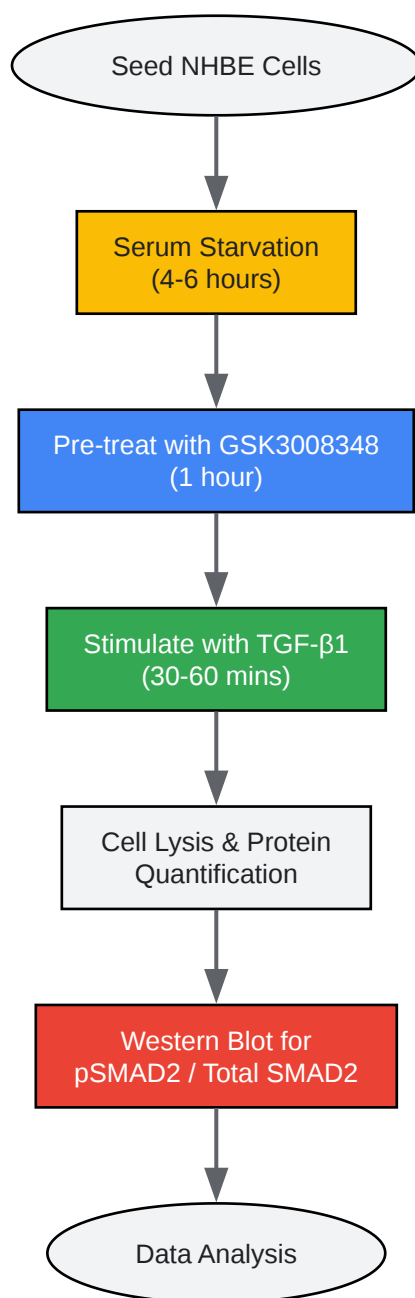 Seed NHBE Cells
Serum Starvation
(4-6 hours)
Pre-treat with GSK3008348
(1 hour)
Stimulate with TGF-β1
(30-60 mins)
Cell Lysis & Protein
Quantification
Western Blot for
pSMAD2 / Total SMAD2
Data Analysis